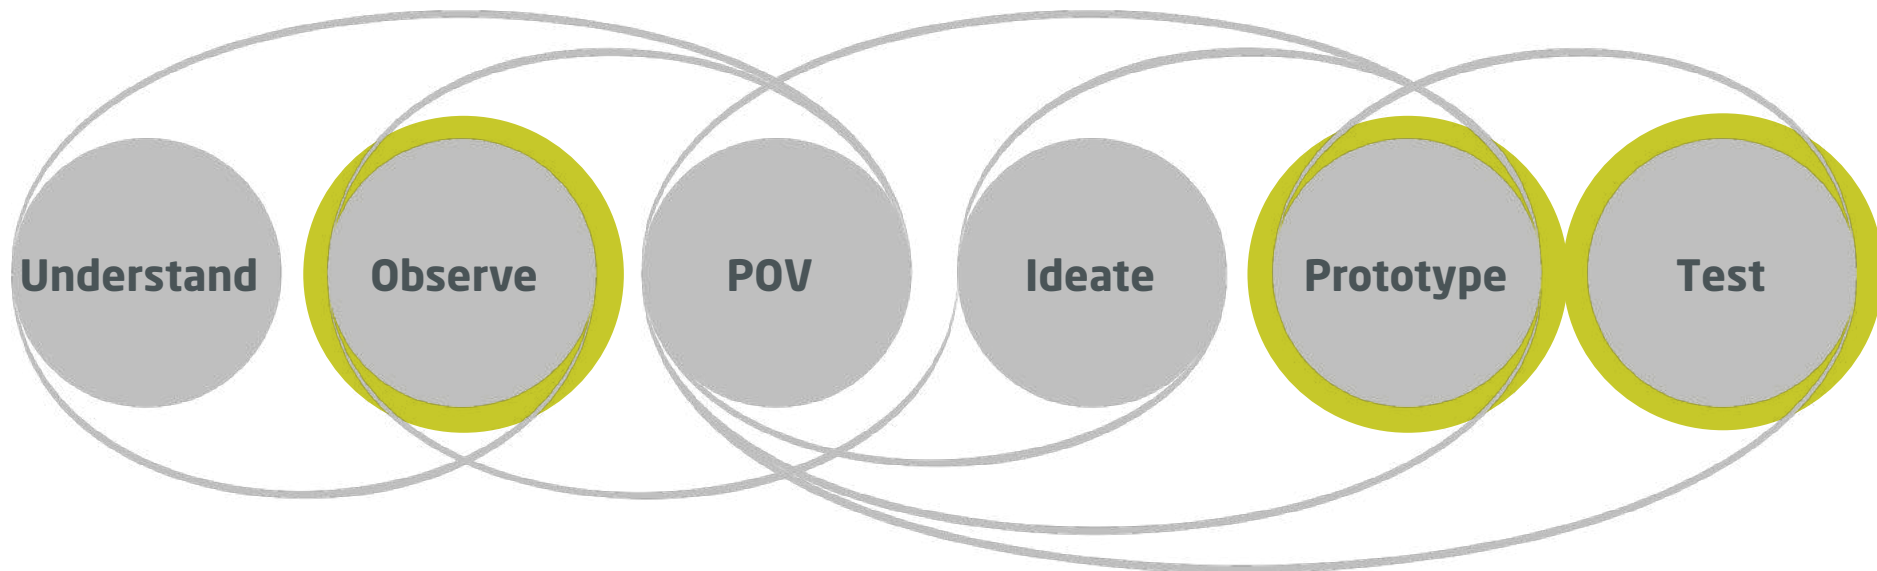 Understand
Observe
POV
Ideate
Prototype
Test